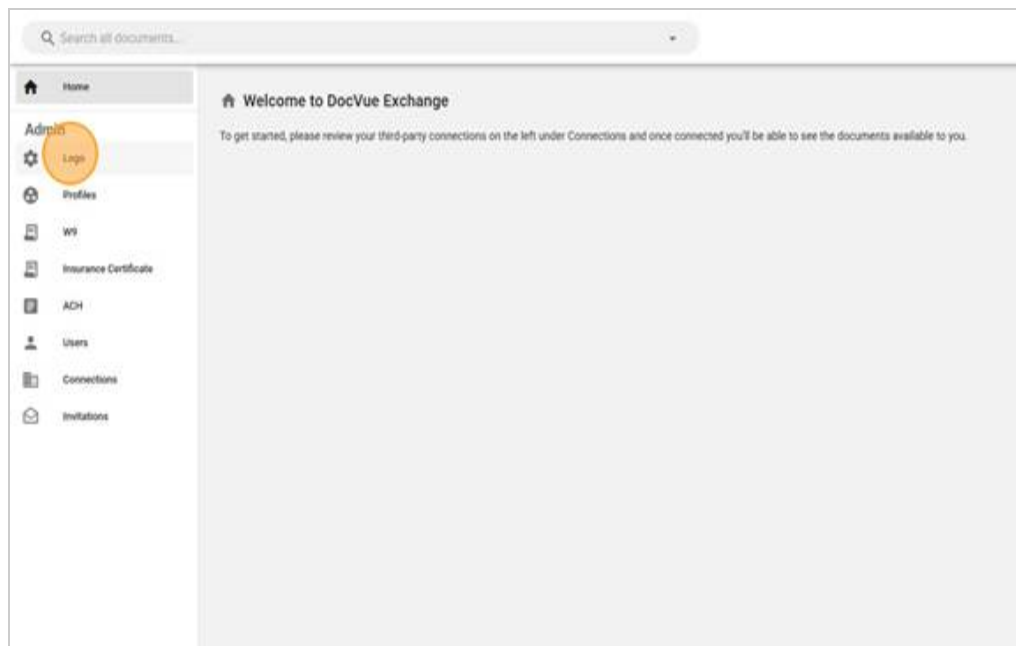 Search all documents...
Home
Welcome to DocVue Exchange
To get started, please review your third-party connections on the left under Connections and once connected you'll be able to see the documents available to you.
Admin
Logo
Profiles
W9
Insurance Certificate
ACH
Users
Connections
Invitations